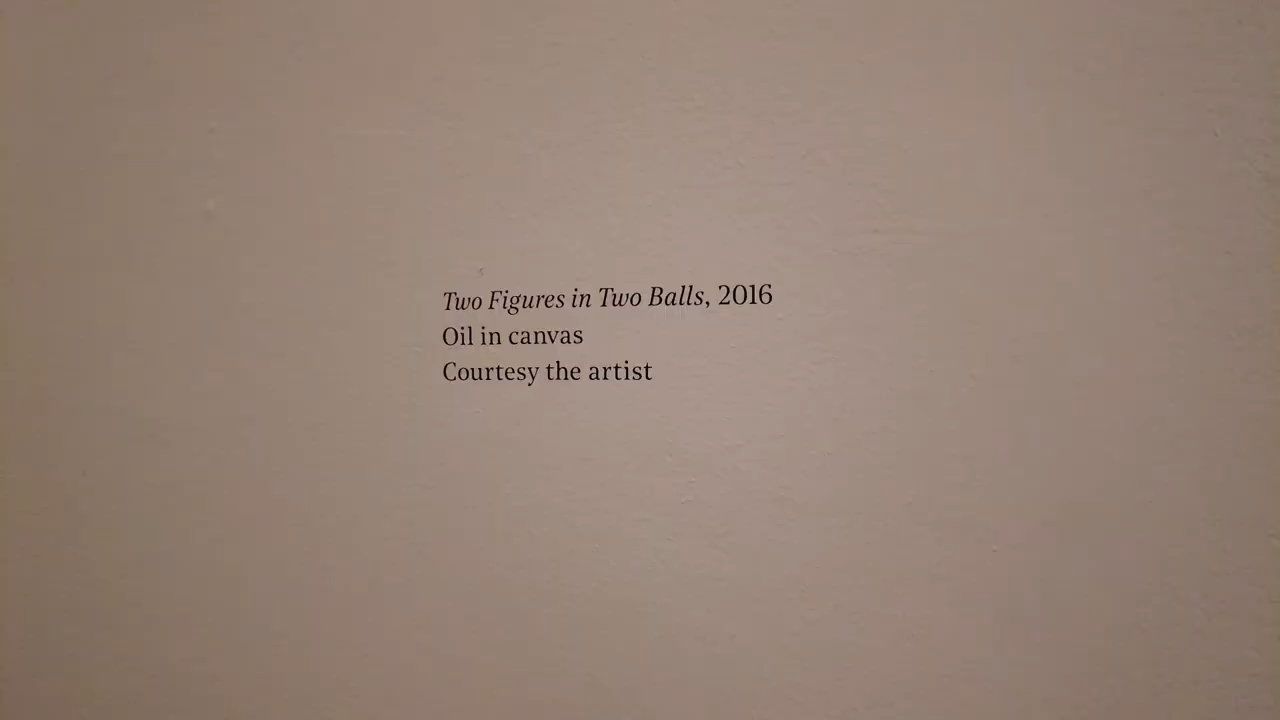 Two Figures in Two Balls, 2016
Oil in canvas
Courtesy the artist